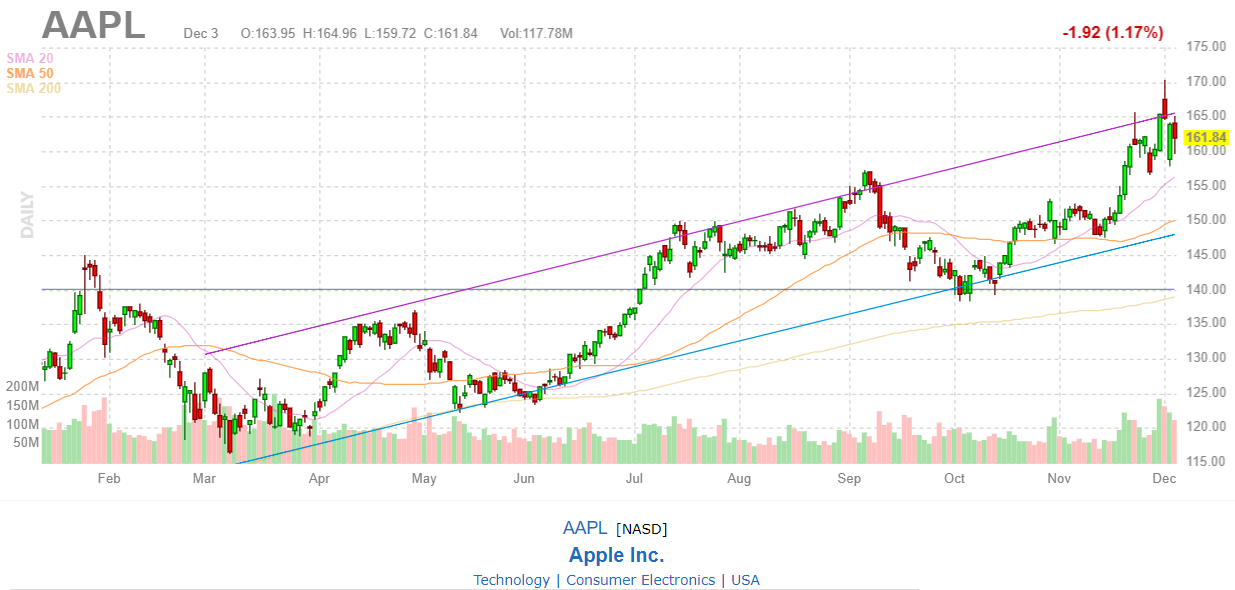 AAPL Dec 3 O:163.95 H:164.96 L:159.72 C:161.84 Vol:117.78M -1.92 (1.17%)
SMA 20
SMA 50
SMA 200
DAILY
175.00
170.00
165.00
161.84
160.00
155.00
150.00
145.00
140.00
135.00
130.00
125.00
120.00
115.00
200M
150M
100M
50M
Feb Mar Apr May Jun Jul Aug Sep Oct Nov Dec
AAPL [NASD]
Apple Inc.
Technology | Consumer Electronics | USA